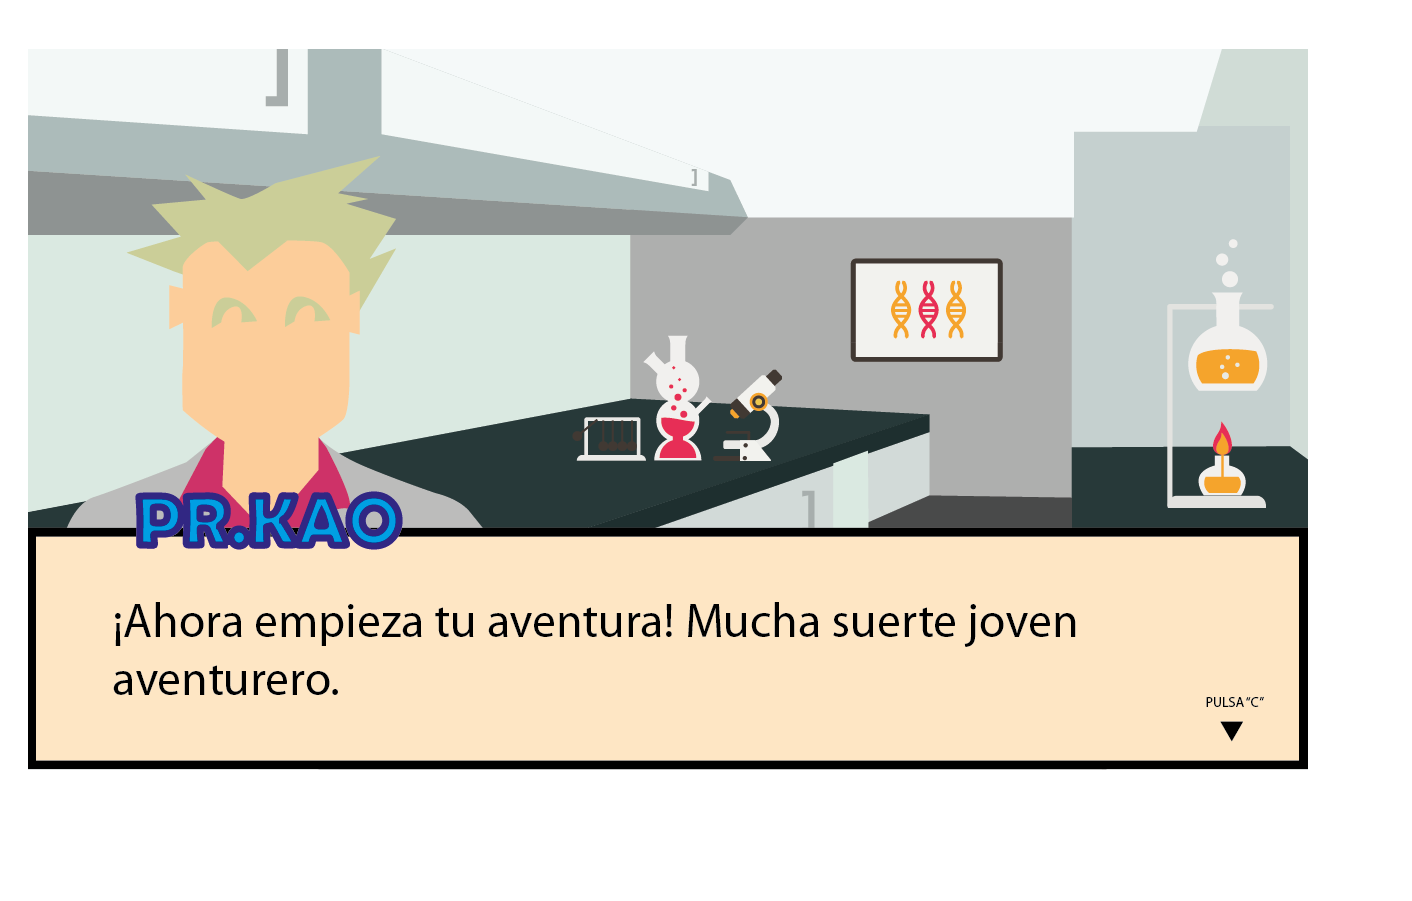 PR.KAO
¡Ahora empieza tu aventura! Mucha suerte joven
aventurero.
PULSA “C”